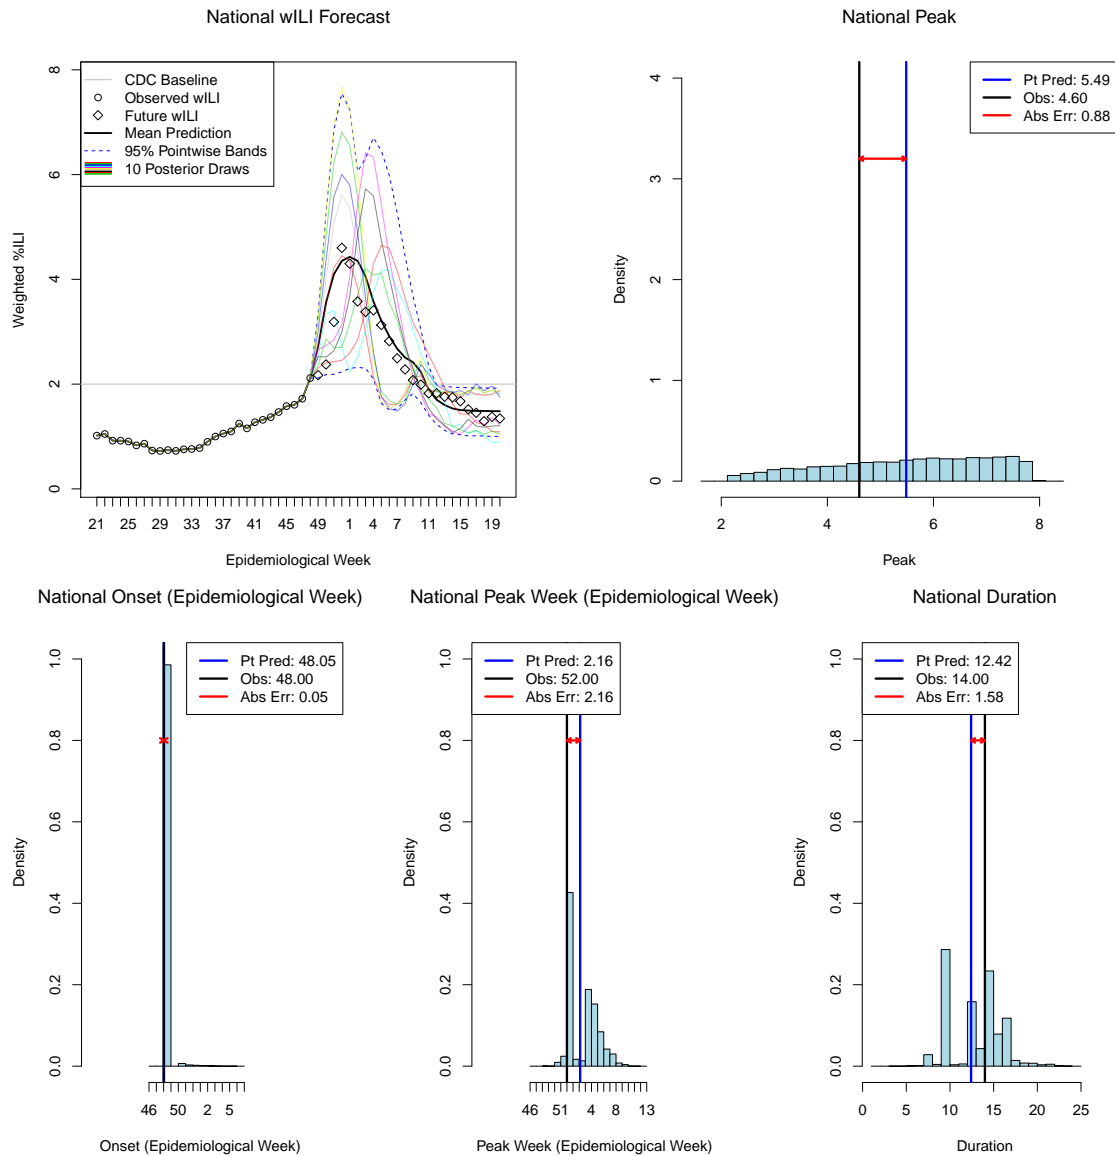 National wILI Forecast
CDC Baseline
Observed wILI
Future wILI
Mean Prediction
95% Pointwise Bands
10 Posterior Draws
Weighted %ILI
0 2 4 6 8
21 25 29 33 37 41 45 49 1 4 7 11 15 19
Epidemiological Week
National Peak
Pt Pred: 5.49
Obs: 4.60
Abs Err: 0.88
Density
0 1 2 3 4
2 4 6 8
Peak
National Onset (Epidemiological Week)
Pt Pred: 48.05
Obs: 48.00
Abs Err: 0.05
Density
0.0 0.2 0.4 0.6 0.8 1.0
46 50 2 5
Onset (Epidemiological Week)
National Peak Week (Epidemiological Week)
Pt Pred: 2.16
Obs: 52.00
Abs Err: 2.16
Density
0.0 0.2 0.4 0.6 0.8 1.0
46 51 4 8 13
Peak Week (Epidemiological Week)
National Duration
Pt Pred: 12.42
Obs: 14.00
Abs Err: 1.58
Density
0.0 0.2 0.4 0.6 0.8 1.0
0 5 10 15 20 25
Duration